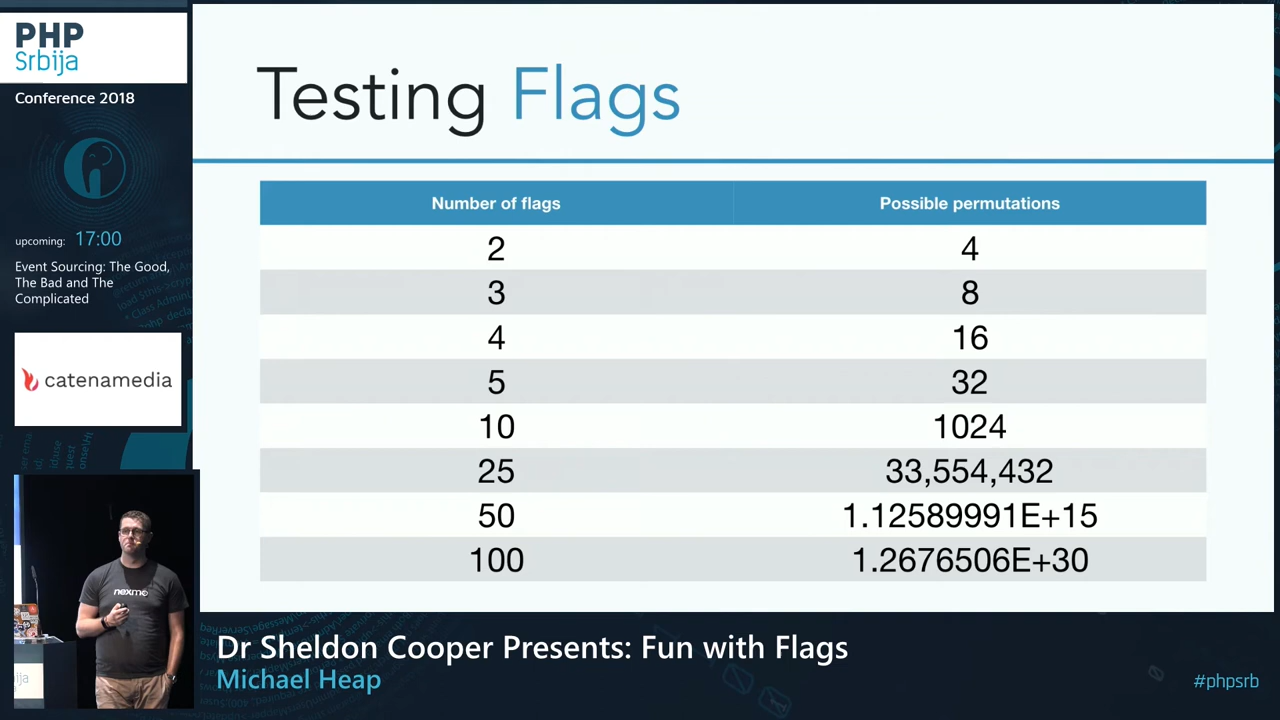 PHP
Srbija
Conference 2018
upcoming: 17:00
Event Sourcing: The Good,
The Bad and The
Complicated
catenamedia
Testing Flags
Number of flags Possible permutations
2 4
3 8
4 16
5 32
10 1024
25 33,554,432
50 1.12589991E+15
100 1.2676506E+30
nexmo
Dr Sheldon Cooper Presents: Fun with Flags
Michael Heap
#phpsrb